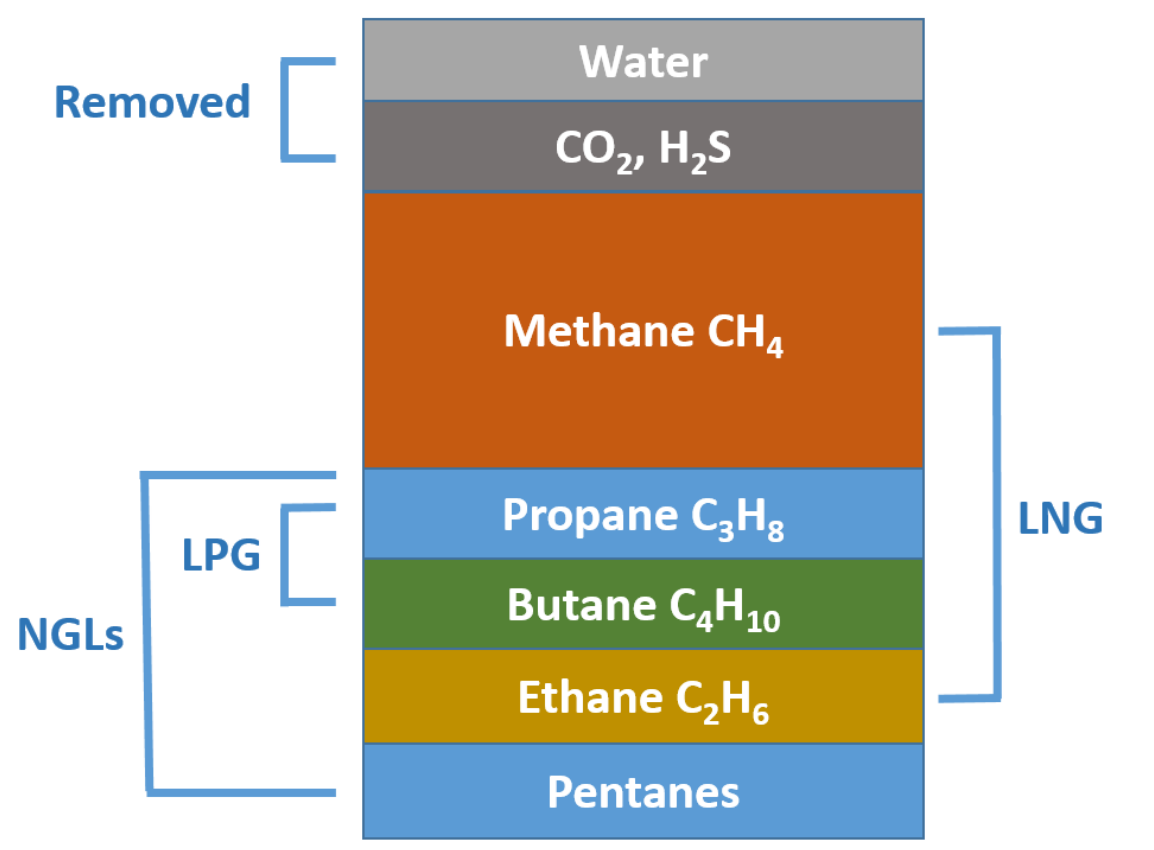 Water
Removed
CO₂, H₂S
Methane CH₄
Propane C₃H₈
LNG
LPG
Butane C₄H₁₀
NGLs
Ethane C₂H₆
Pentanes